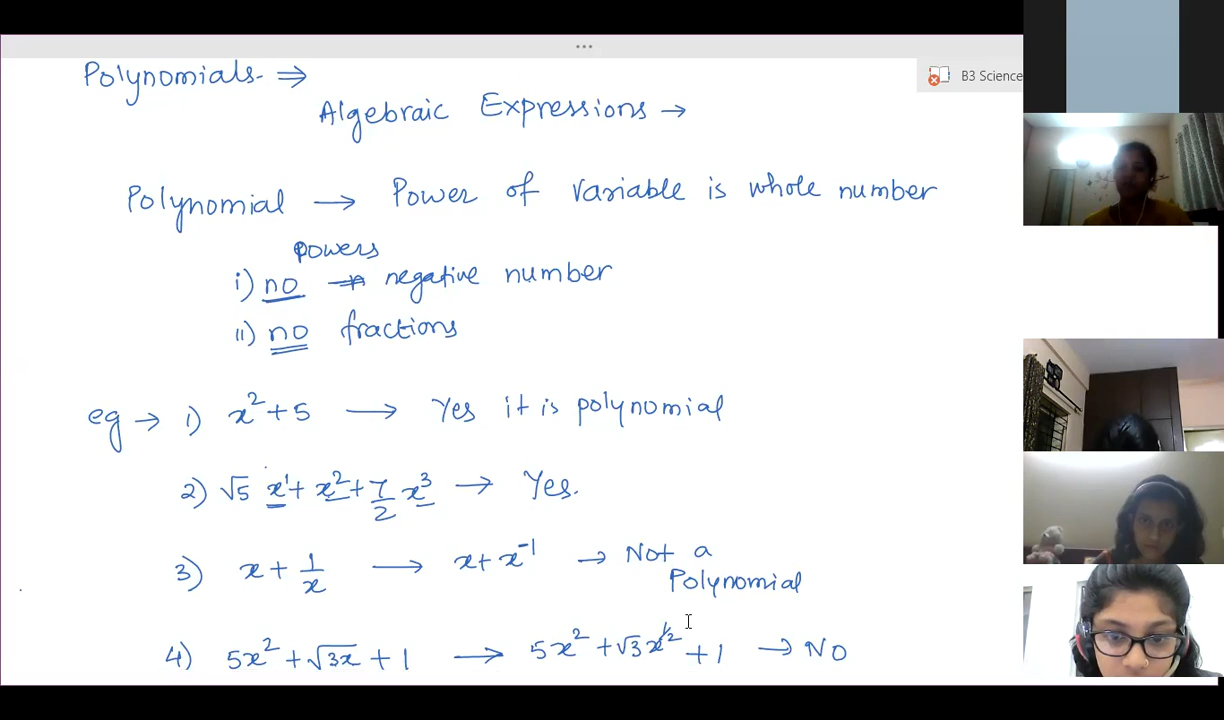 Polynomials- ⇒
B3 Science
Algebraic Expressions →
Polynomial → Power of variable is whole number
powers
i) no negative number
ii) no fractions
eg → 1) x² + 5 → Yes it is polynomial
2) √5 x¹ + x² + 7/2 x³ → Yes.
3) x + 1/x → x + x⁻¹ → Not a
Polynomial
4) 5x² + √3x + 1 → 5x² + √3 x^1/2 + 1 → NO